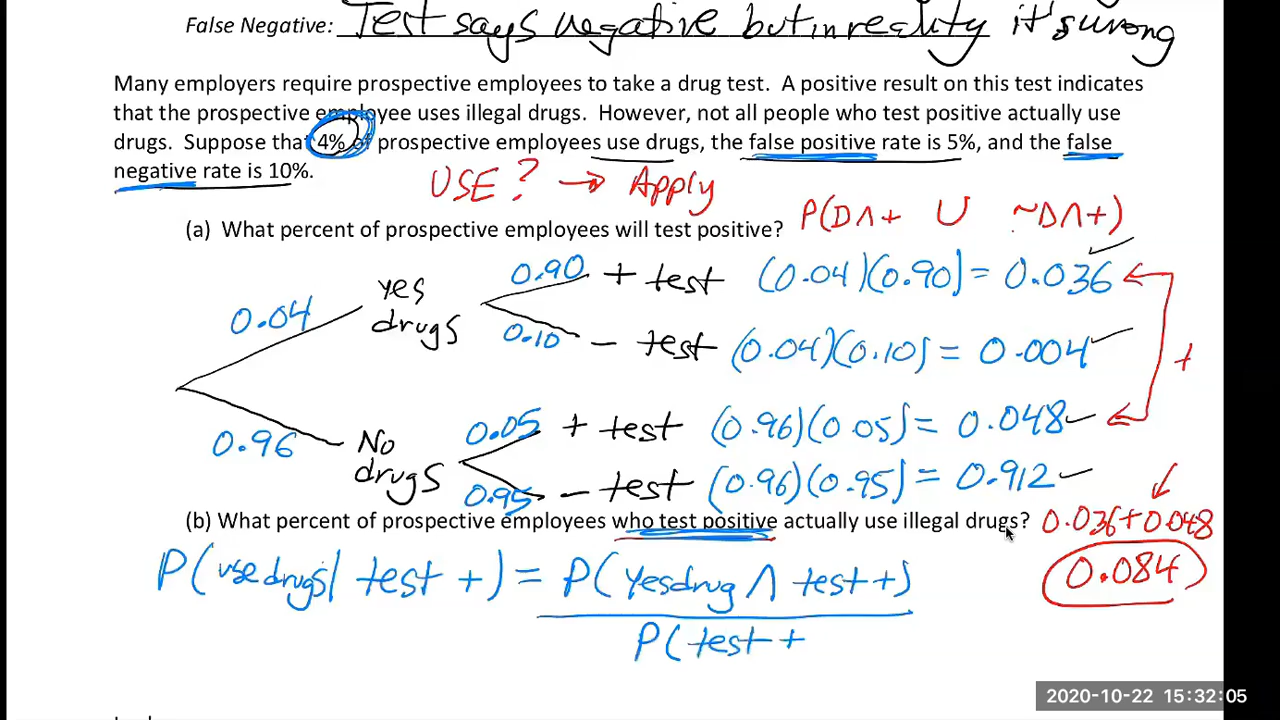 False Negative: Test says negative but in reality it's wrong
Many employers require prospective employees to take a drug test. A positive result on this test indicates
that the prospective employee uses illegal drugs. However, not all people who test positive actually use
drugs. Suppose that 4% of prospective employees use drugs, the false positive rate is 5%, and the false
negative rate is 10%.
USE? → Apply
P(D∩+ ∪ ~D∩+)
(a) What percent of prospective employees will test positive?
0.04 yes drugs 0.90 + test (0.04)(0.90) = 0.036
0.10 - test (0.04)(0.10) = 0.004
+
0.96 No drugs 0.05 + test (0.96)(0.05) = 0.048
0.95 - test (0.96)(0.95) = 0.912
(b) What percent of prospective employees who test positive actually use illegal drugs?
0.036+0.048
0.084
P(use drugs| test +) = P(yes drug ∩ test +)
P(test +
2020-10-22 15:32:05